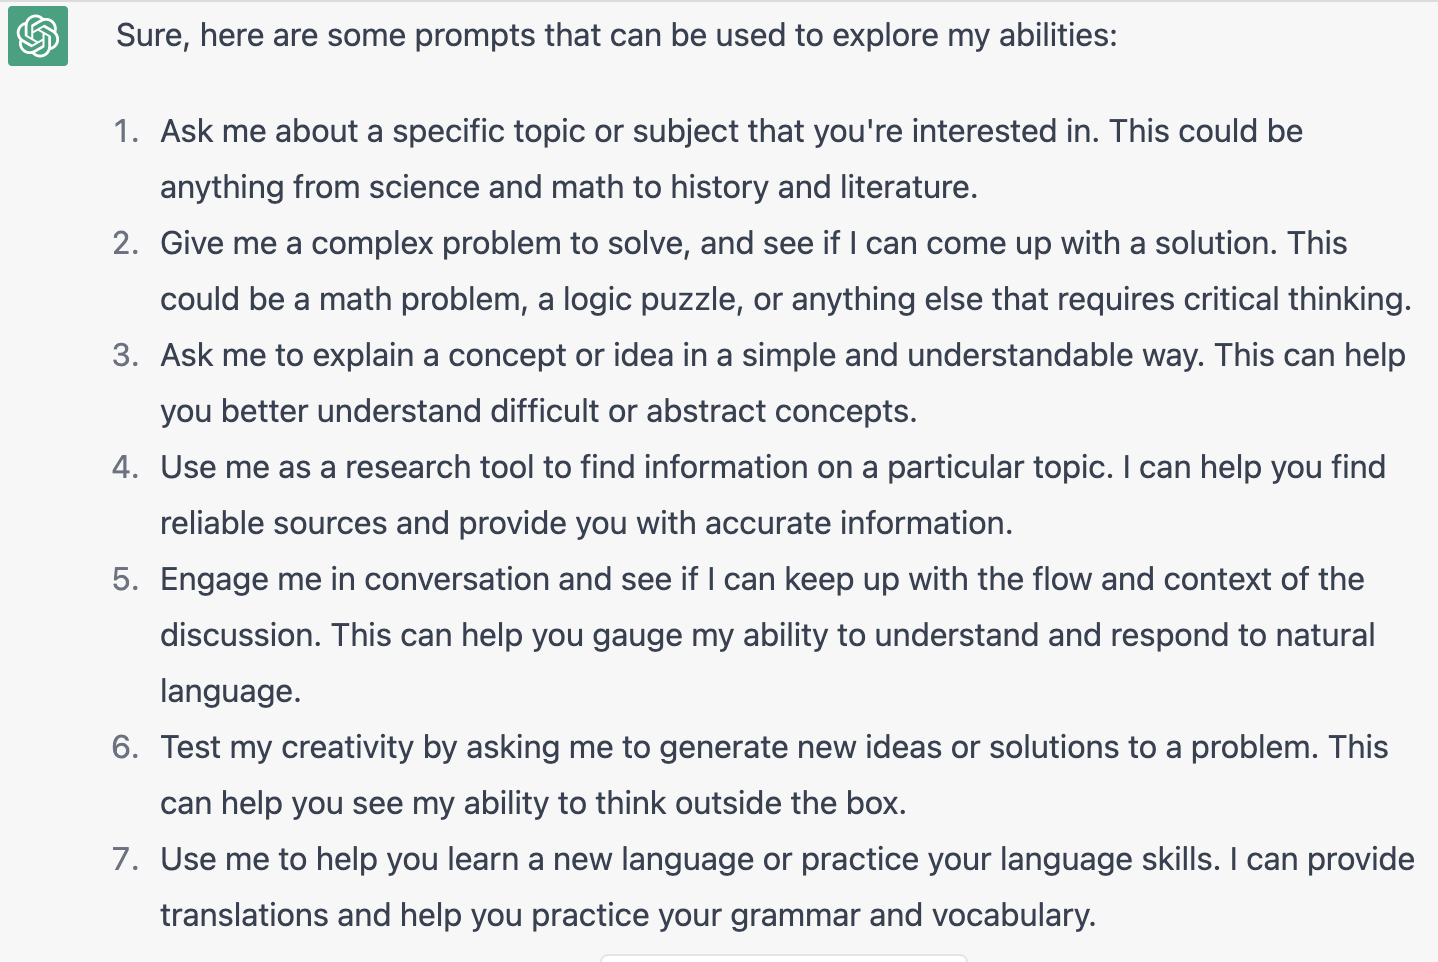 Sure, here are some prompts that can be used to explore my abilities:
1. Ask me about a specific topic or subject that you're interested in. This could be
anything from science and math to history and literature.
2. Give me a complex problem to solve, and see if I can come up with a solution. This
could be a math problem, a logic puzzle, or anything else that requires critical thinking.
3. Ask me to explain a concept or idea in a simple and understandable way. This can help
you better understand difficult or abstract concepts.
4. Use me as a research tool to find information on a particular topic. I can help you find
reliable sources and provide you with accurate information.
5. Engage me in conversation and see if I can keep up with the flow and context of the
discussion. This can help you gauge my ability to understand and respond to natural
language.
6. Test my creativity by asking me to generate new ideas or solutions to a problem. This
can help you see my ability to think outside the box.
7. Use me to help you learn a new language or practice your language skills. I can provide
translations and help you practice your grammar and vocabulary.